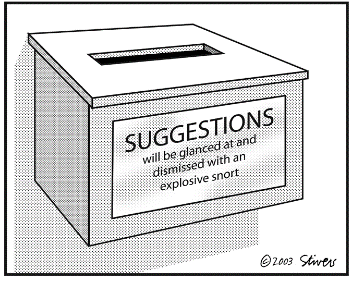 SUGGESTIONS
will be glanced at and
dismissed with an
explosive snort
©2003 Stivers